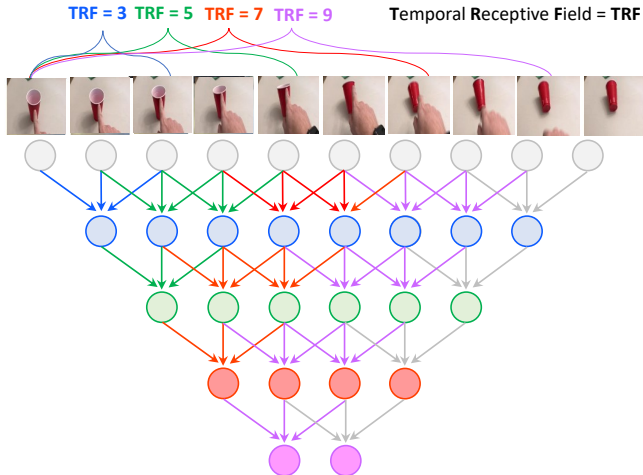 TRF = 3 TRF = 5 TRF = 7 TRF = 9 Temporal Receptive Field = TRF